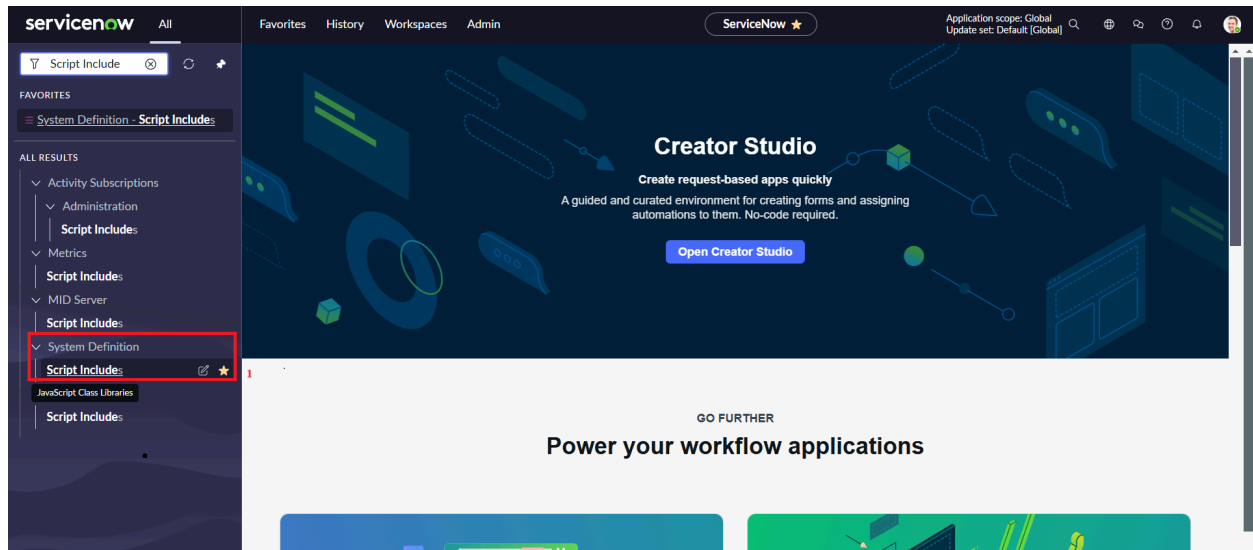 servicenow All Favorites History Workspaces Admin ServiceNow Application scope: Global
Update set: Default [Global]
Script Include
FAVORITES
System Definition - Script Includes
ALL RESULTS
Activity Subscriptions
Administration
Script Includes
Metrics
Script Includes
MID Server
Script Includes
System Definition
Script Includes
JavaScript Class Libraries
Script Includes
1
Creator Studio
Create request-based apps quickly
A guided and curated environment for creating forms and assigning
automations to them. No-code required.
Open Creator Studio
GO FURTHER
Power your workflow applications